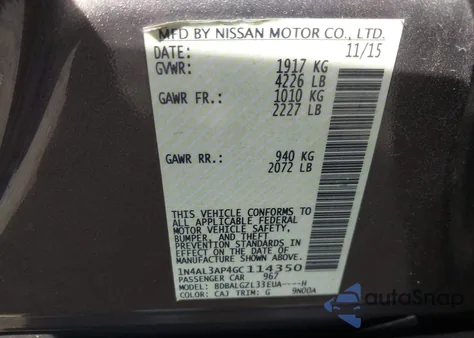 MFD BY NISSAN MOTOR CO., LTD.
DATE: 11/15
GVWR: 1917 KG
4226 LB
GAWR FR.: 1010 KG
2227 LB
GAWR RR.: 940 KG
2072 LB
THIS VEHICLE CONFORMS TO
ALL APPLICABLE FEDERAL
MOTOR VEHICLE SAFETY,
BUMPER, AND THEFT
PREVENTION STANDARDS IN
EFFECT ON THE DATE OF
MANUFACTURE SHOWN ABOVE.
1N4AL3AP4GC114350
PASSENGER CAR 967
MODEL: BDBALGZL33EUA----H
COLOR: CAJ TRIM: G 9N00A
autoSnap